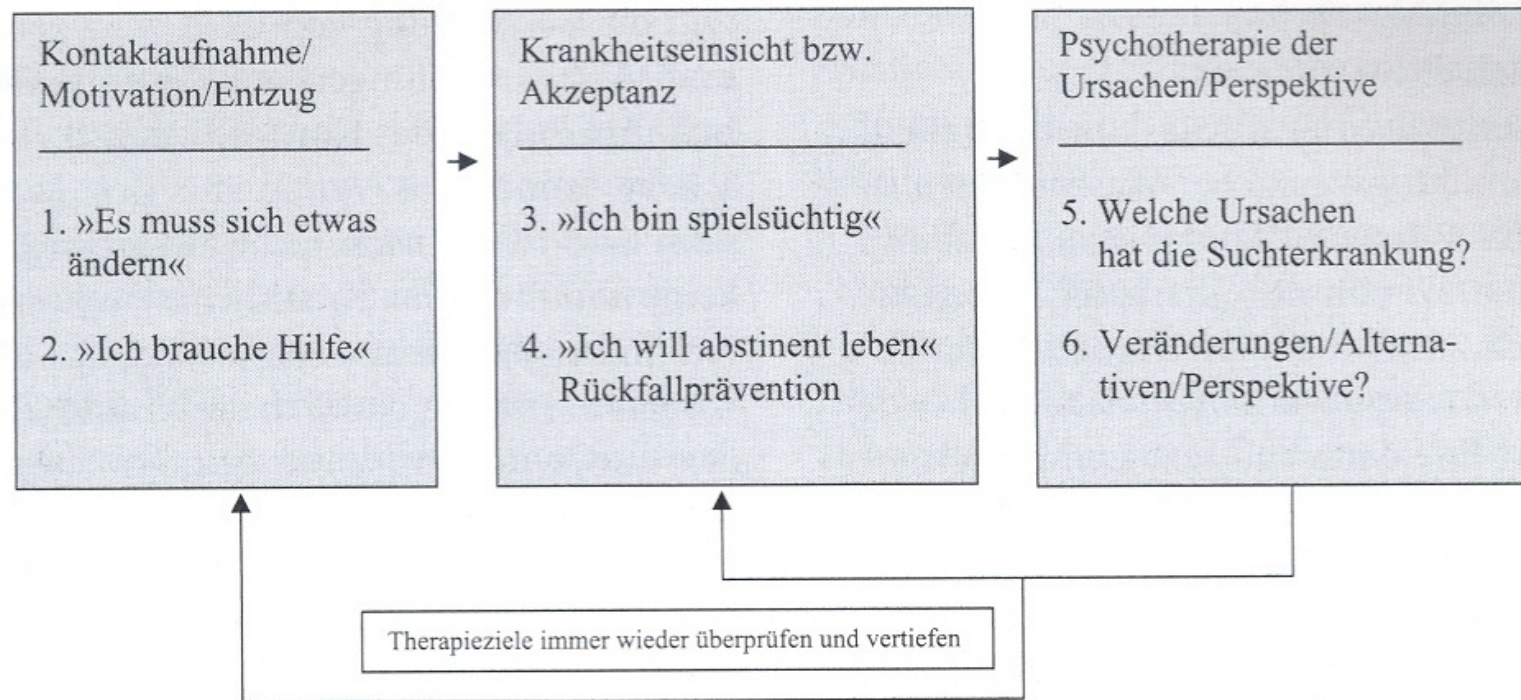 Kontaktaufnahme/
Motivation/Entzug
1. »Es muss sich etwas
ändern«
2. »Ich brauche Hilfe«
Krankheitseinsicht bzw.
Akzeptanz
3. »Ich bin spielsüchtig«
4. »Ich will abstinent leben«
Rückfallprävention
Psychotherapie der
Ursachen/Perspektive
5. Welche Ursachen
hat die Suchterkrankung?
6. Veränderungen/Alterna-
tiven/Perspektive?
Therapieziele immer wieder überprüfen und vertiefen